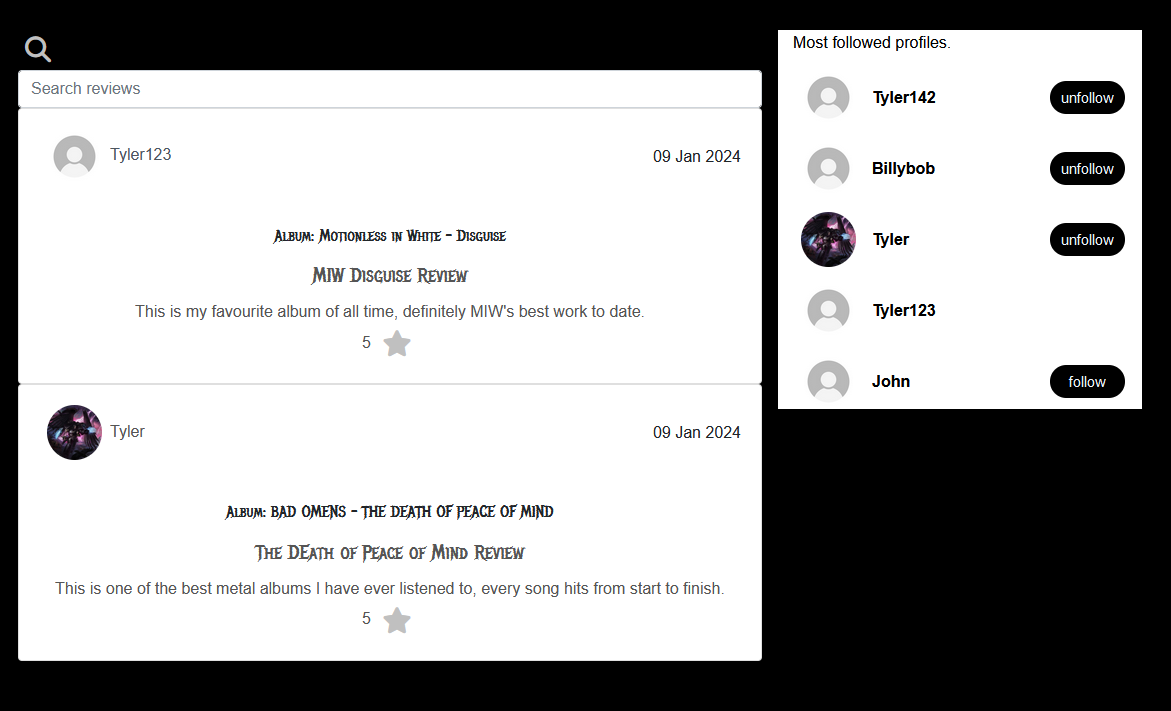 Search reviews
Tyler123
09 Jan 2024
Album: Motionless in White - Disguise
MIW Disguise Review
This is my favourite album of all time, definitely MIW's best work to date.
5
Tyler
09 Jan 2024
Album: BAD OMENS - THE DEATH OF PEACE OF MIND
The DEath of Peace of Mind Review
This is one of the best metal albums I have ever listened to, every song hits from start to finish.
5
Most followed profiles.
Tyler142 unfollow
Billybob unfollow
Tyler unfollow
Tyler123
John follow